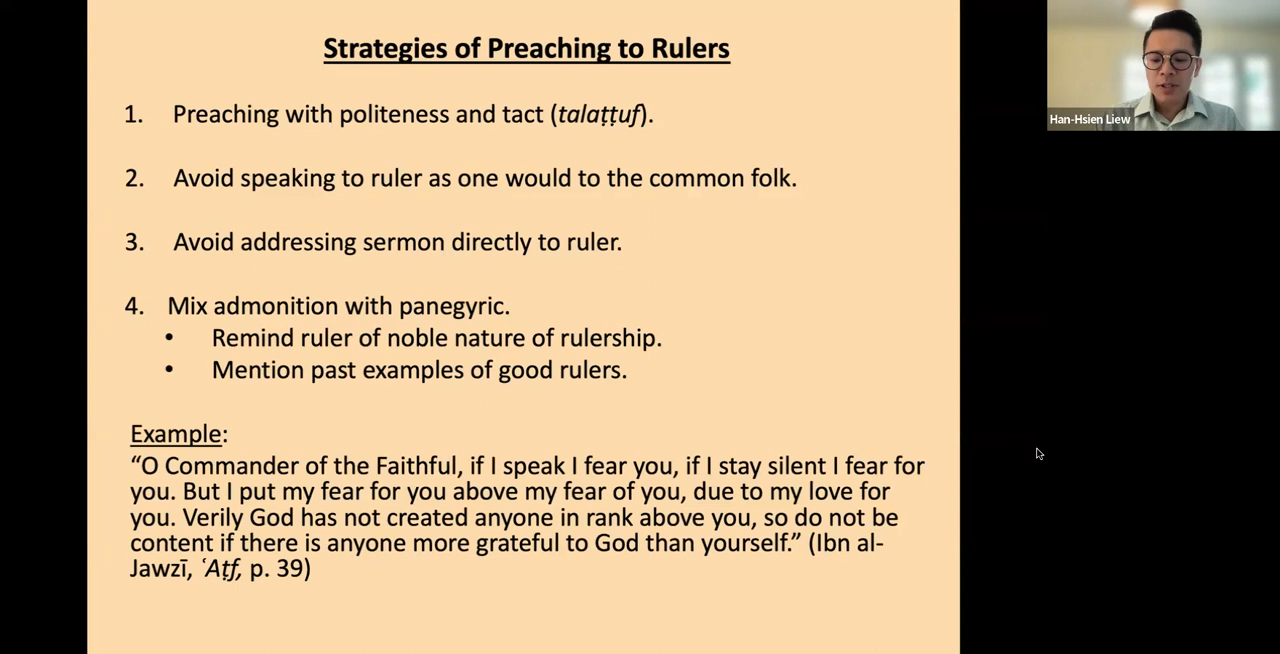 Strategies of Preaching to Rulers
Han-Hsien Liew
1. Preaching with politeness and tact (talaṭṭuf).
2. Avoid speaking to ruler as one would to the common folk.
3. Avoid addressing sermon directly to ruler.
4. Mix admonition with panegyric.
• Remind ruler of noble nature of rulership.
• Mention past examples of good rulers.
Example:
“O Commander of the Faithful, if I speak I fear you, if I stay silent I fear for
you. But I put my fear for you above my fear of you, due to my love for
you. Verily God has not created anyone in rank above you, so do not be
content if there is anyone more grateful to God than yourself.” (Ibn al-
Jawzī, ʿAṭf, p. 39)